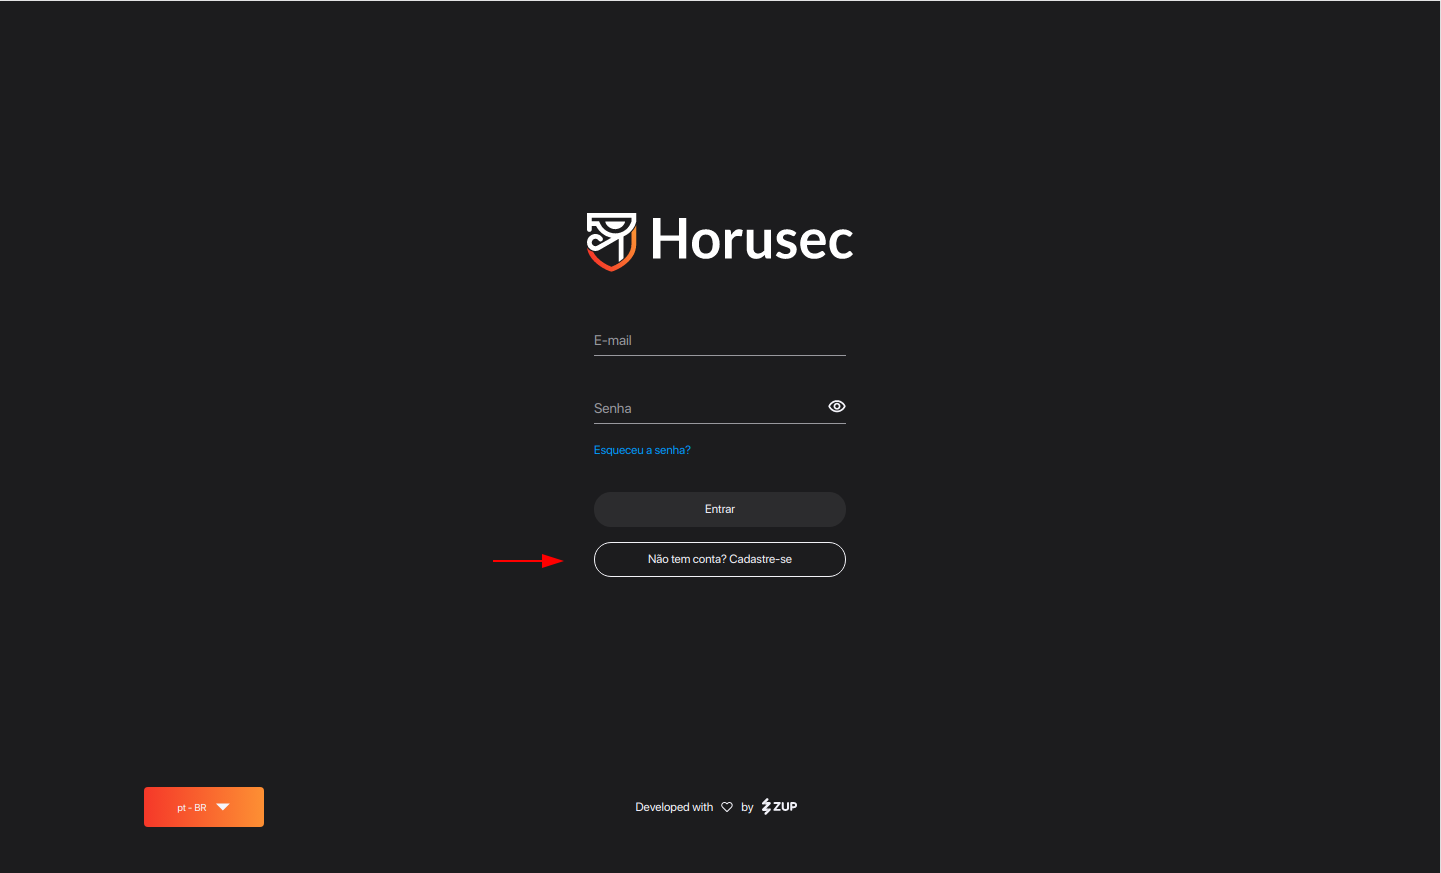 Horusec
E-mail
Senha
Esqueceu a senha?
Entrar
Não tem conta? Cadastre-se
pt - BR
Developed with by ZUP